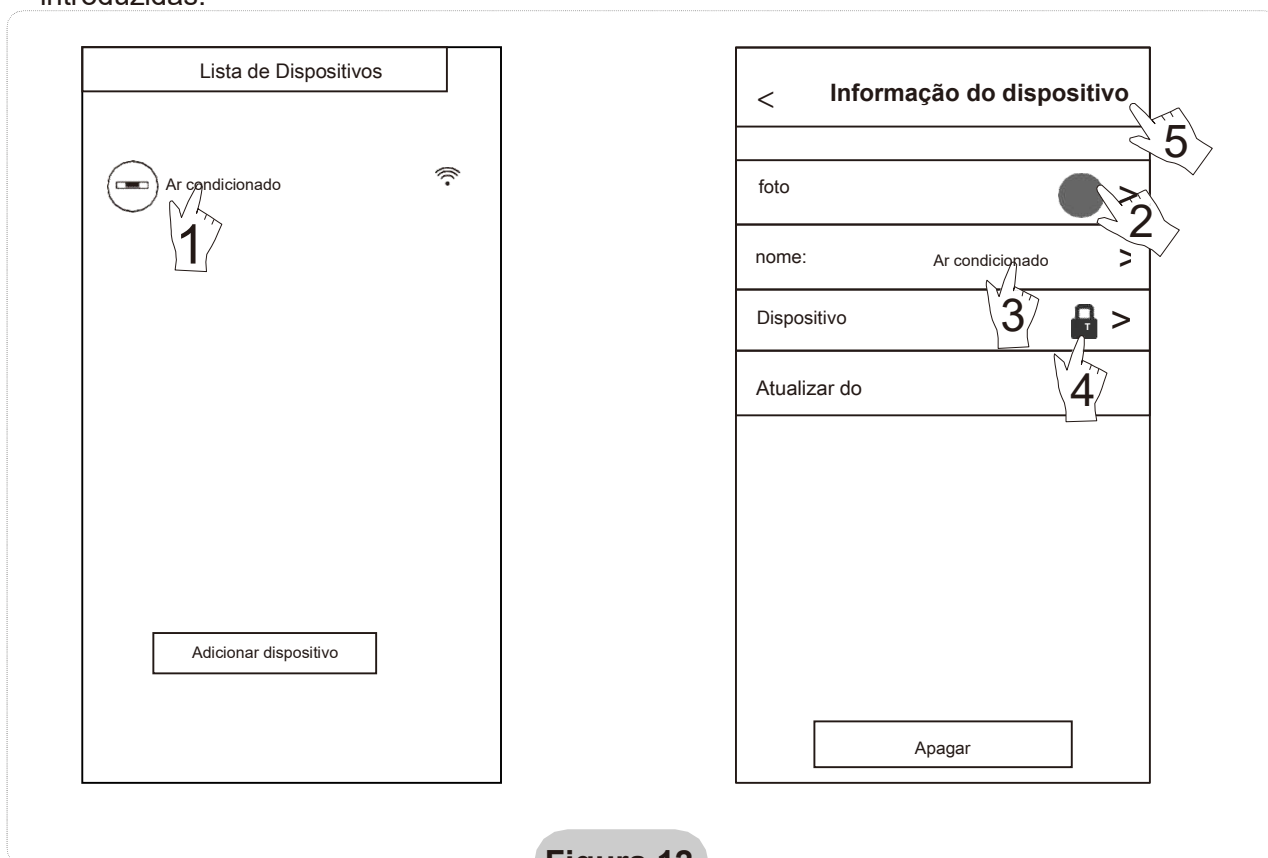 introduzidas.
Lista de Dispositivos
Ar condicionado
1
Adicionar dispositivo
< Informação do dispositivo
5
foto >
2
nome: Ar condicionado >
3
Dispositivo T >
4
Atualizar do
Apagar
Figura 12